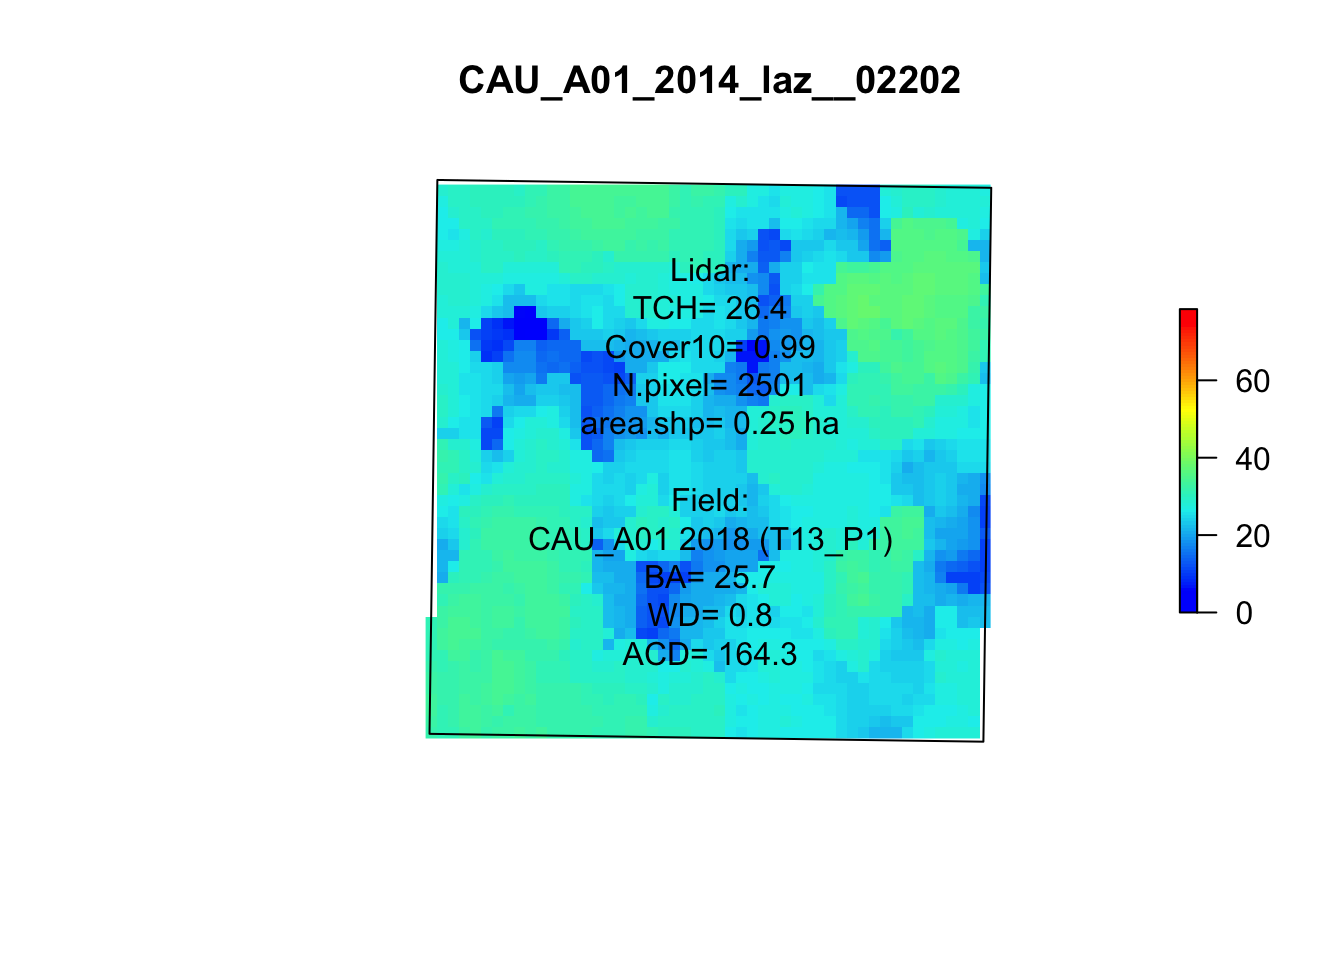 CAU_A01_2014_laz__02202
Lidar:
TCH= 26.4
Cover10= 0.99
N.pixel= 2501
area.shp= 0.25 ha
Field:
CAU_A01 2018 (T13_P1)
BA= 25.7
WD= 0.8
ACD= 164.3
60
40
20
0